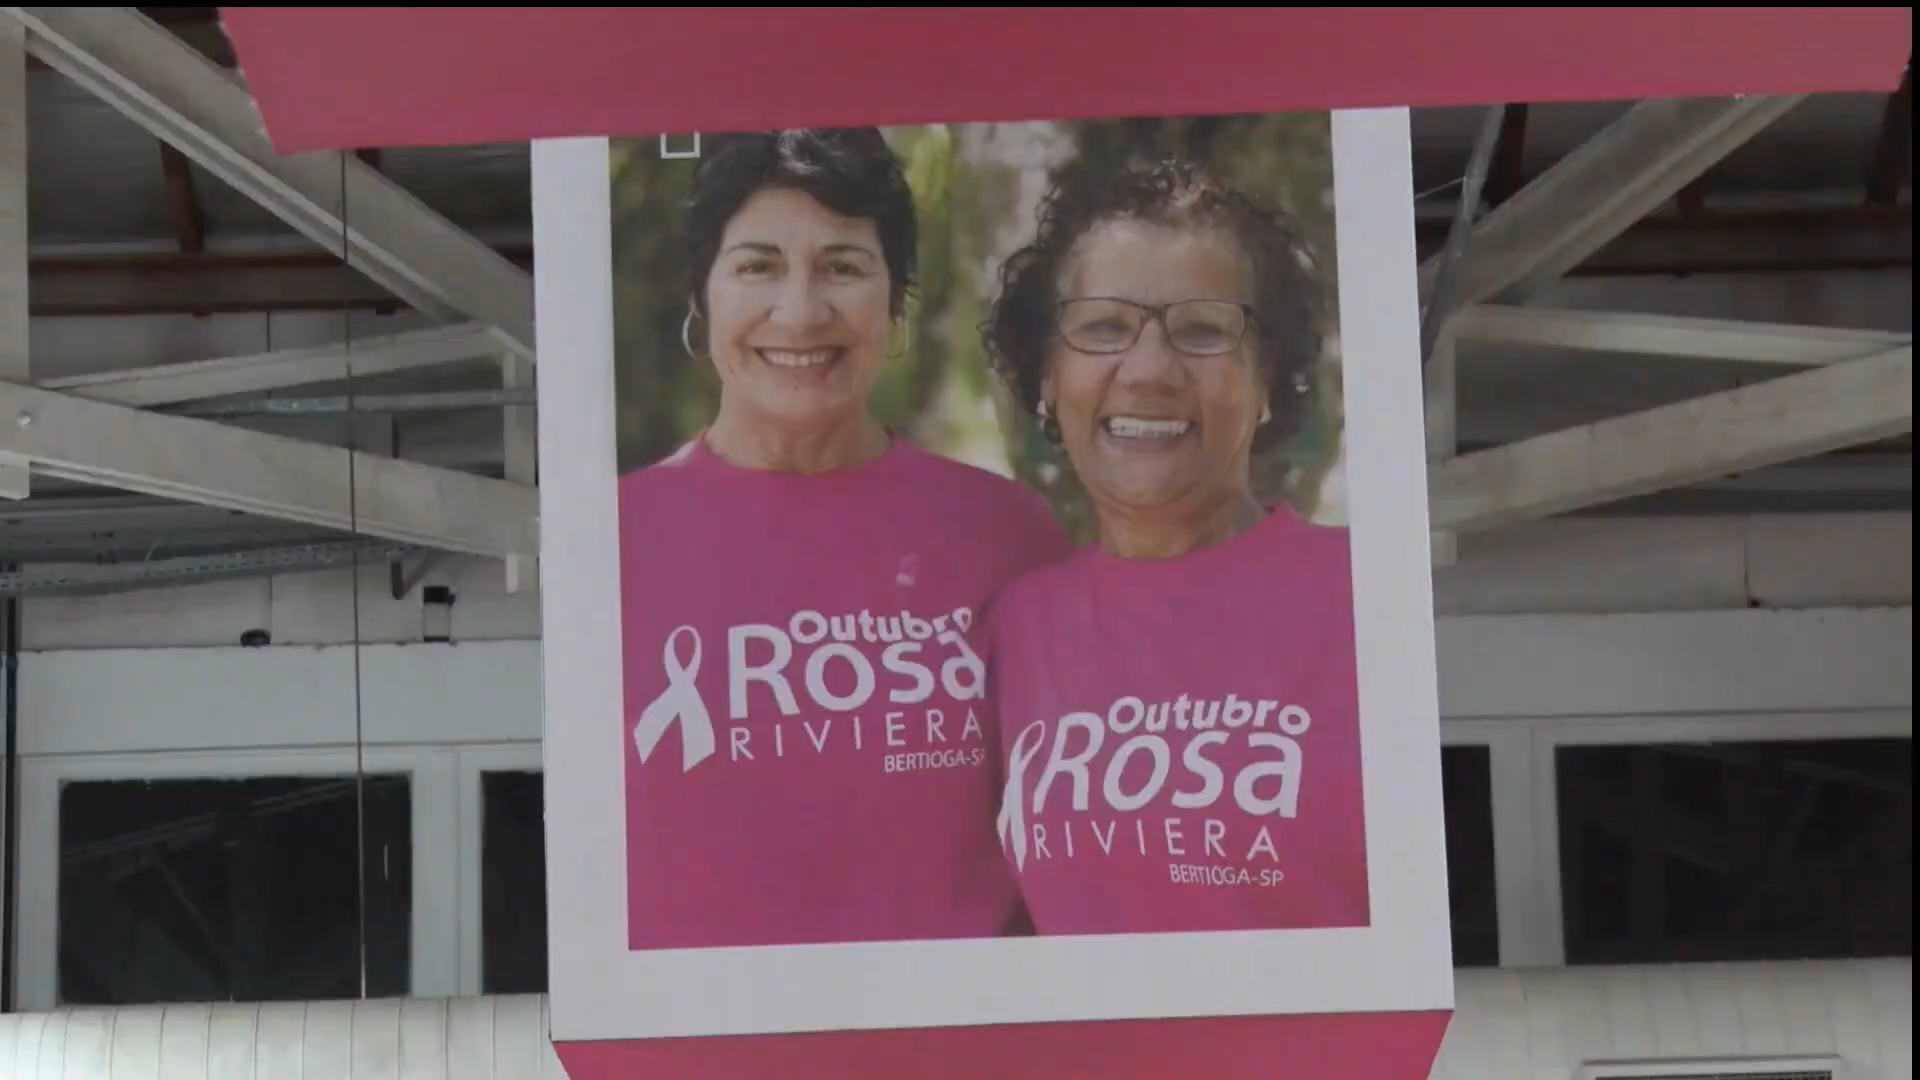 Outubro
Rosa
RIVIERA
BERTIOGA-SP
Outubro
Rosa
RIVIERA
BERTIOGA-SP